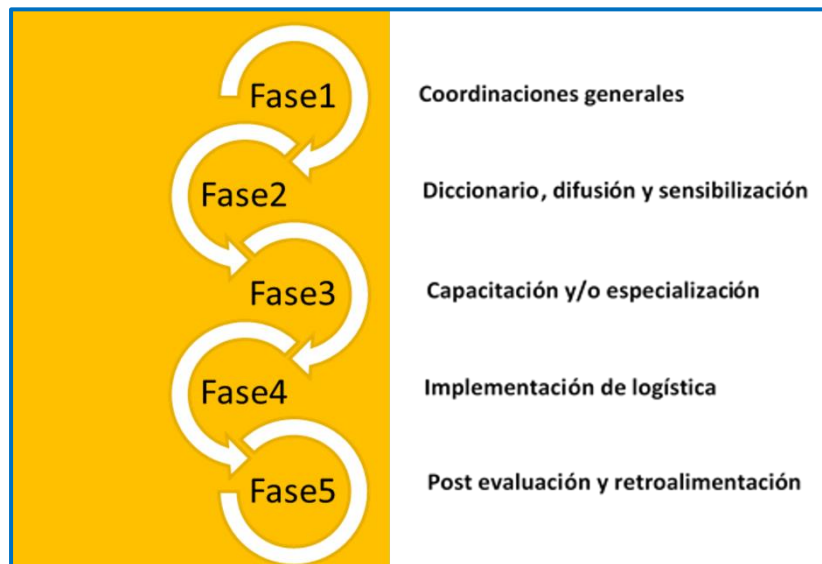 Fase1 Coordinaciones generales
Fase2 Diccionario, difusión y sensibilización
Fase3 Capacitación y/o especialización
Fase4 Implementación de logística
Fase5 Post evaluación y retroalimentación